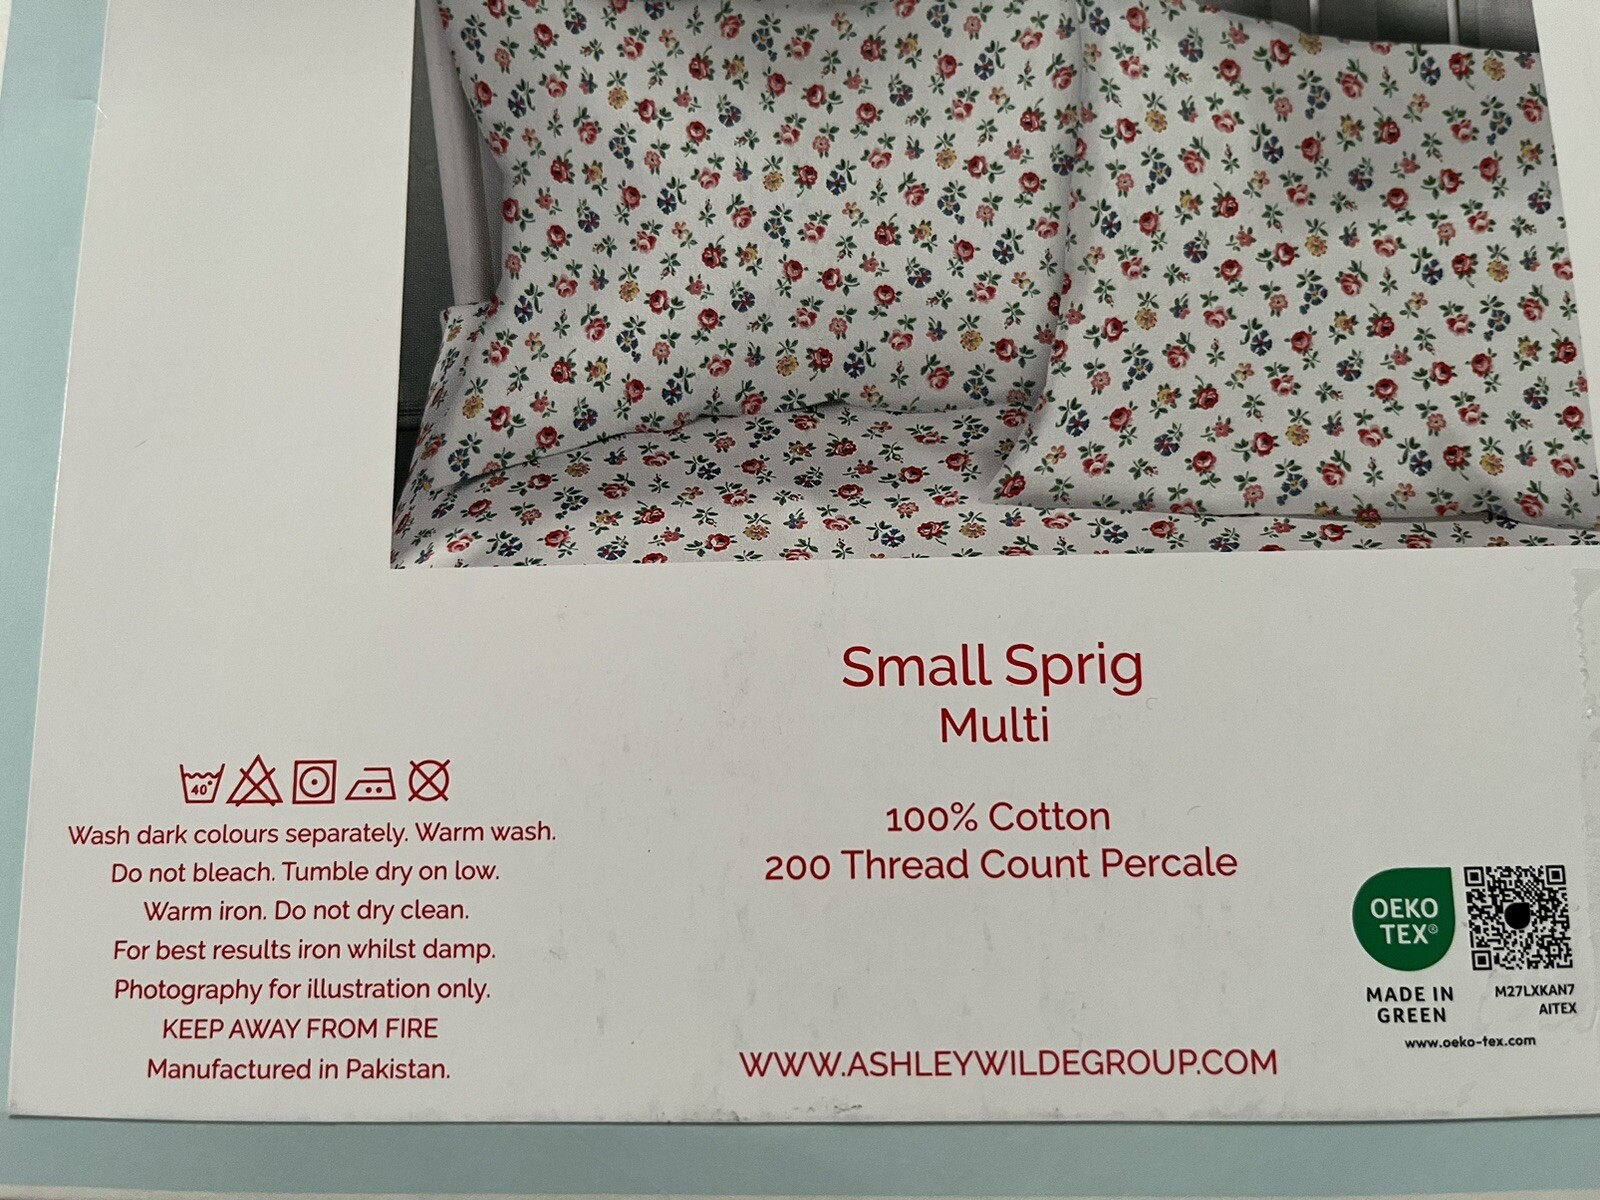 Small Sprig
Multi
100% Cotton
200 Thread Count Percale
WWW.ASHLEYWILDEGROUP.COM
40°
Wash dark colours separately. Warm wash.
Do not bleach. Tumble dry on low.
Warm iron. Do not dry clean.
For best results iron whilst damp.
Photography for illustration only.
KEEP AWAY FROM FIRE
Manufactured in Pakistan.
OEKO
TEX®
MADE IN
GREEN
M27LXKAN7
AITEX
www.oeko-tex.com